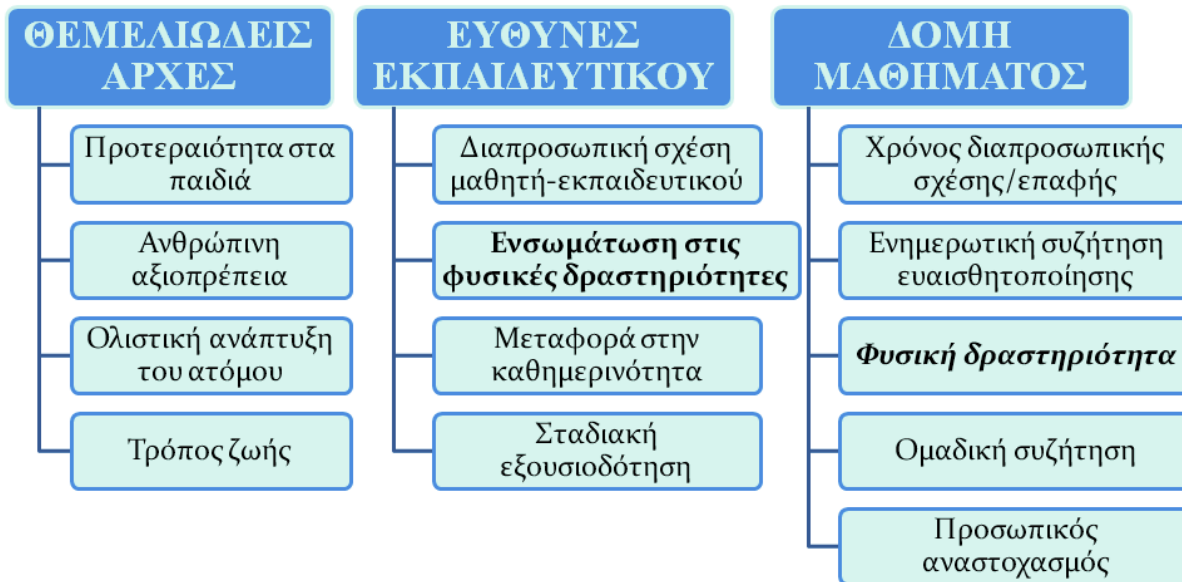 ΘΕΜΕΛΙΩΔΕΙΣ
ΑΡΧΕΣ
Προτεραιότητα στα
παιδιά
Ανθρώπινη
αξιοπρέπεια
Ολιστική ανάπτυξη
του ατόμου
Τρόπος ζωής
ΕΥΘΥΝΕΣ
ΕΚΠΑΙΔΕΥΤΙΚΟΥ
Διαπροσωπική σχέση
μαθητή-εκπαιδευτικού
Ενσωμάτωση στις
φυσικές δραστηριότητες
Μεταφορά στην
καθημερινότητα
Σταδιακή
εξουσιοδότηση
ΔΟΜΗ
ΜΑΘΗΜΑΤΟΣ
Χρόνος διαπροσωπικής
σχέσης/επαφής
Ενημερωτική συζήτηση
ευαισθητοποίησης
Φυσική δραστηριότητα
Ομαδική συζήτηση
Προσωπικός
αναστοχασμός